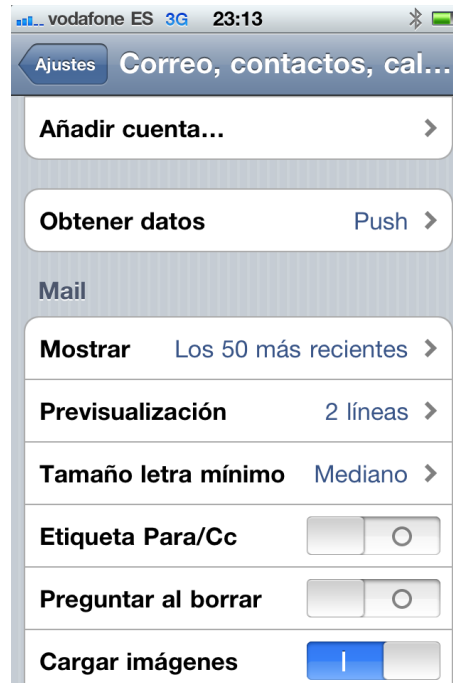 vodafone ES 3G 23:13
Ajustes Correo, contactos, cal...
Añadir cuenta...
Obtener datos Push
Mail
Mostrar Los 50 más recientes
Previsualización 2 líneas
Tamaño letra mínimo Mediano
Etiqueta Para/Cc
Preguntar al borrar
Cargar imágenes